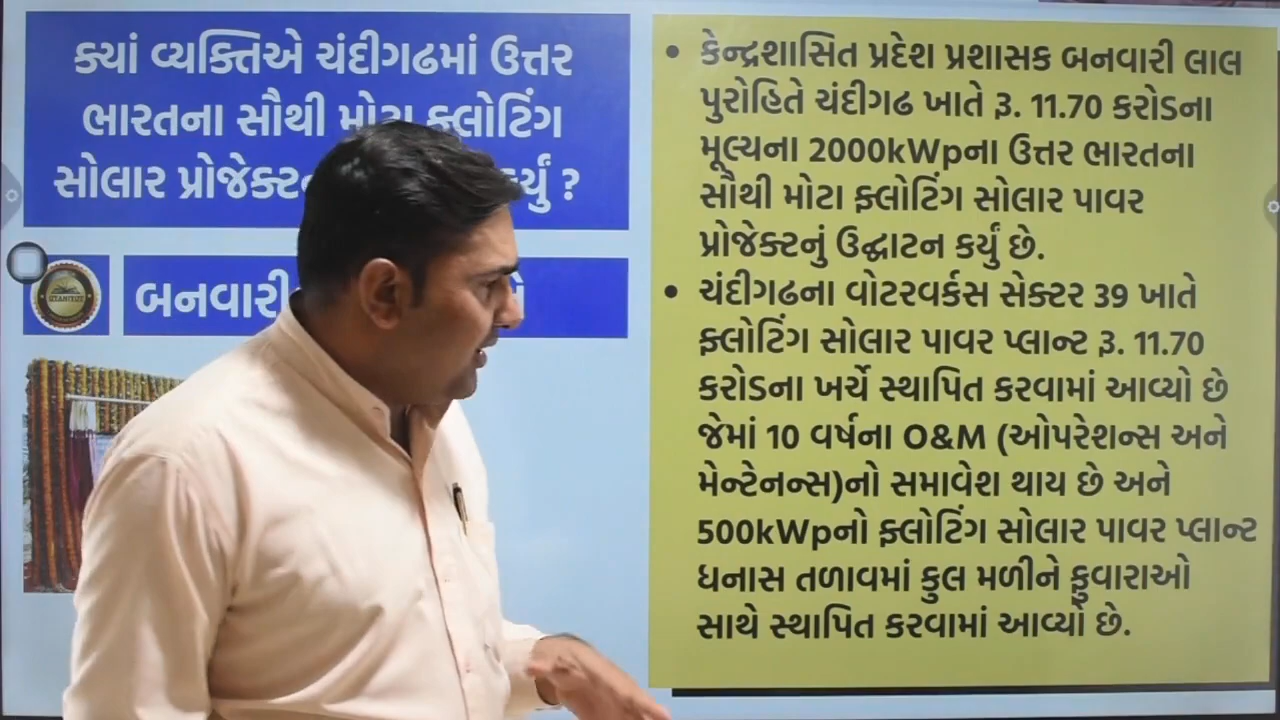 ક્યાં વ્યક્તિએ ચંદીગઢમાં ઉત્તર
ભારતના સૌથી મોટા ફ્લોટિંગ
સોલાર ?
બનવારી
કેન્દ્રશાસિત પ્રદેશ પ્રશાસક બનવારી લાલ
પુરોહિતે ચંદીગઢ ખાતે રૂ. 11.70 કરોડના
મૂલ્યના 2000kWpના ઉત્તર ભારતના
સૌથી મોટા ફ્લોટિંગ સોલાર પાવર
પ્રોજેક્ટનું ઉદ્ઘાટન કર્યું છે.
ચંદીગઢના વોટરવર્કસ સેક્ટર 39 ખાતે
ફ્લોટિંગ સોલાર પાવર પ્લાન્ટ રૂ. 11.70
કરોડના ખર્ચે સ્થાપિત કરવામાં આવ્યો છે
જેમાં 10 વર્ષના O&M (ઓપરેશન્સ અને
મેન્ટેનન્સ)નો સમાવેશ થાય છે અને
500kWpનો ફ્લોટિંગ સોલાર પાવર પ્લાન્ટ
ધનાસ તળાવમાં કુલ મળીને ફુવારાઓ
સાથે સ્થાપિત કરવામાં આવ્યો છે.